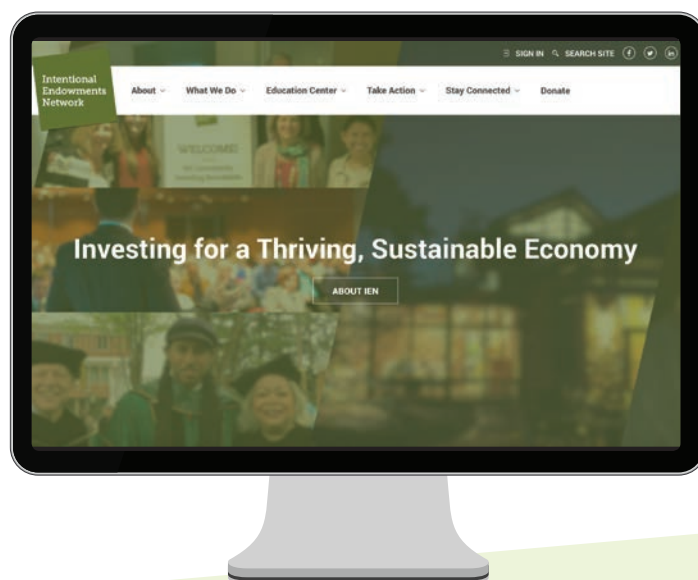 SIGN IN SEARCH SITE
Intentional
Endowments
Network
About What We Do Education Center Take Action Stay Connected Donate
WELCOME!
Investing for a Thriving, Sustainable Economy
ABOUT IEN